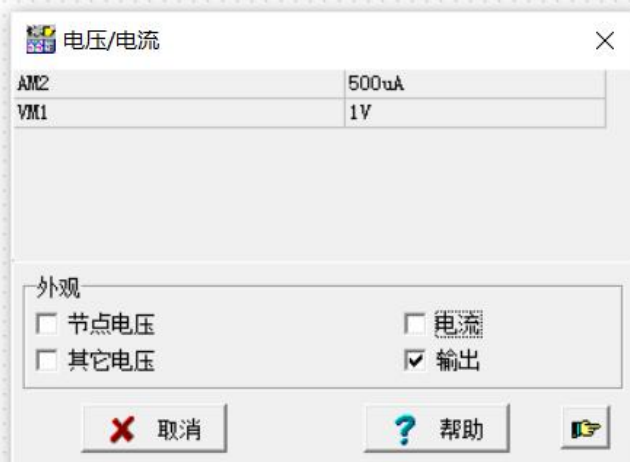 电压/电流
AM2 500uA
VM1 1V
外观
节点电压 电流
其它电压 输出
取消 帮助